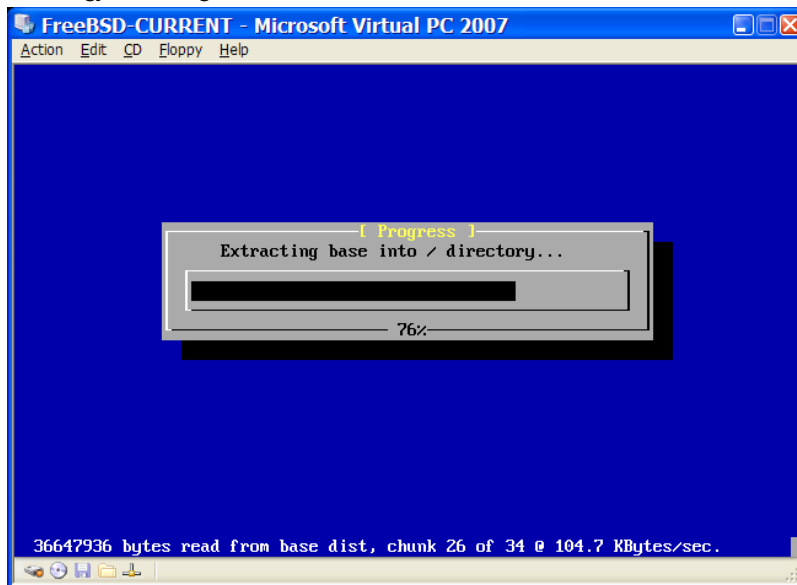 FreeBSD-CURRENT - Microsoft Virtual PC 2007
Action Edit CD Floppy Help
[ Progress ]
Extracting base into / directory...
76%
36647936 bytes read from base dist, chunk 26 of 34 @ 104.7 KBytes/sec.